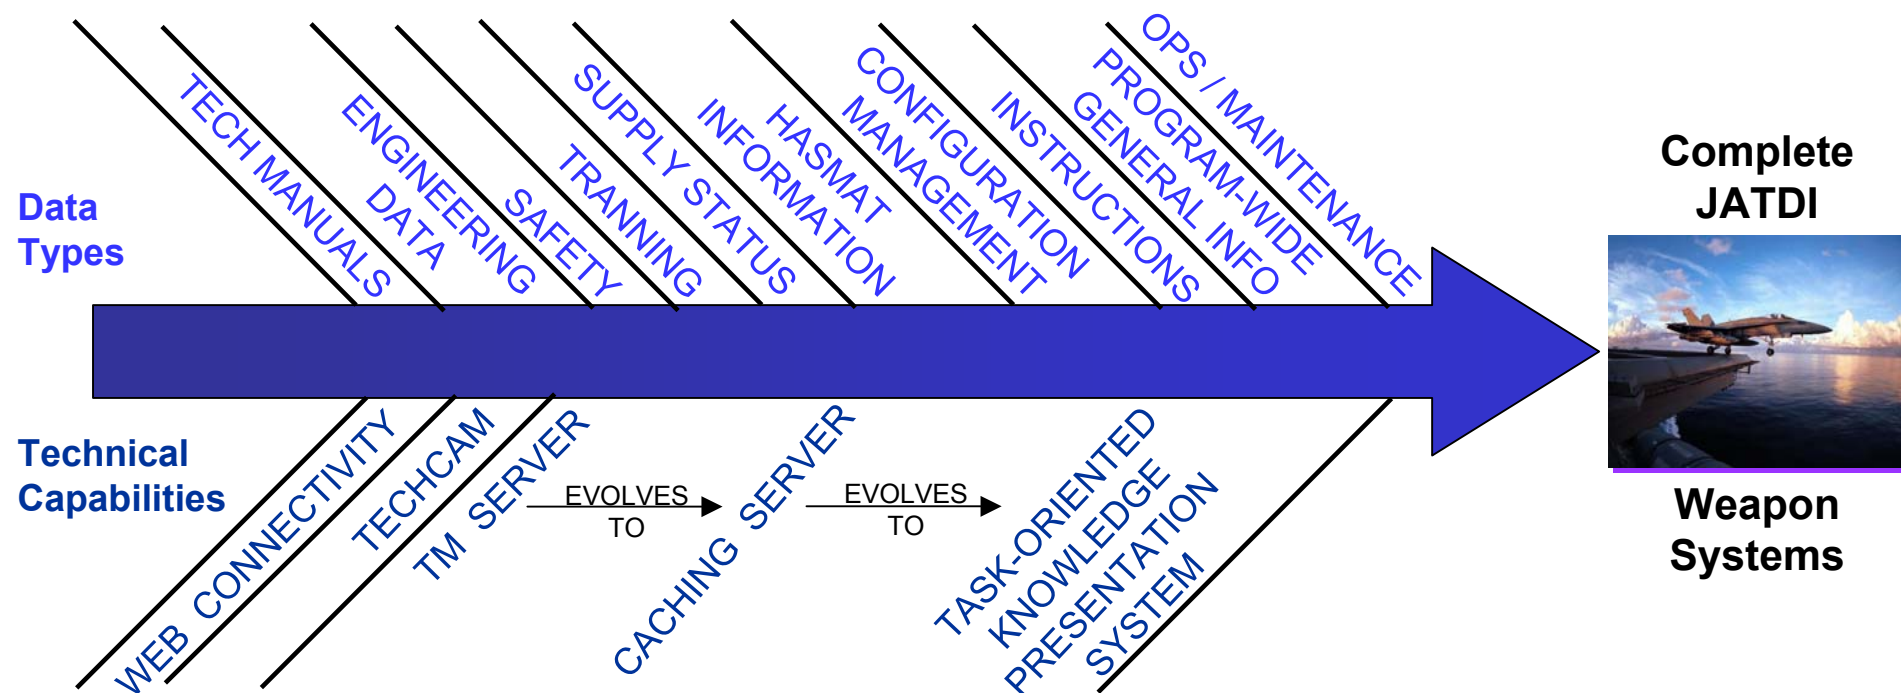 Data
Types
TECH MANUALS
ENGINEERING
DATA
SAFETY
TRANNING
SUPPLY STATUS
HASMAT
INFORMATION
CONFIGURATION
MANAGEMENT
INSTRUCTIONS
PROGRAM-WIDE
GENERAL INFO
OPS / MAINTENANCE
Technical
Capabilities
WEB CONNECTIVITY
TECHCAM
TM SERVER
EVOLVES
TO
CACHING SERVER
EVOLVES
TO
TASK-ORIENTED
KNOWLEDGE
PRESENTATION
SYSTEM
Complete
JATDI
Weapon
Systems